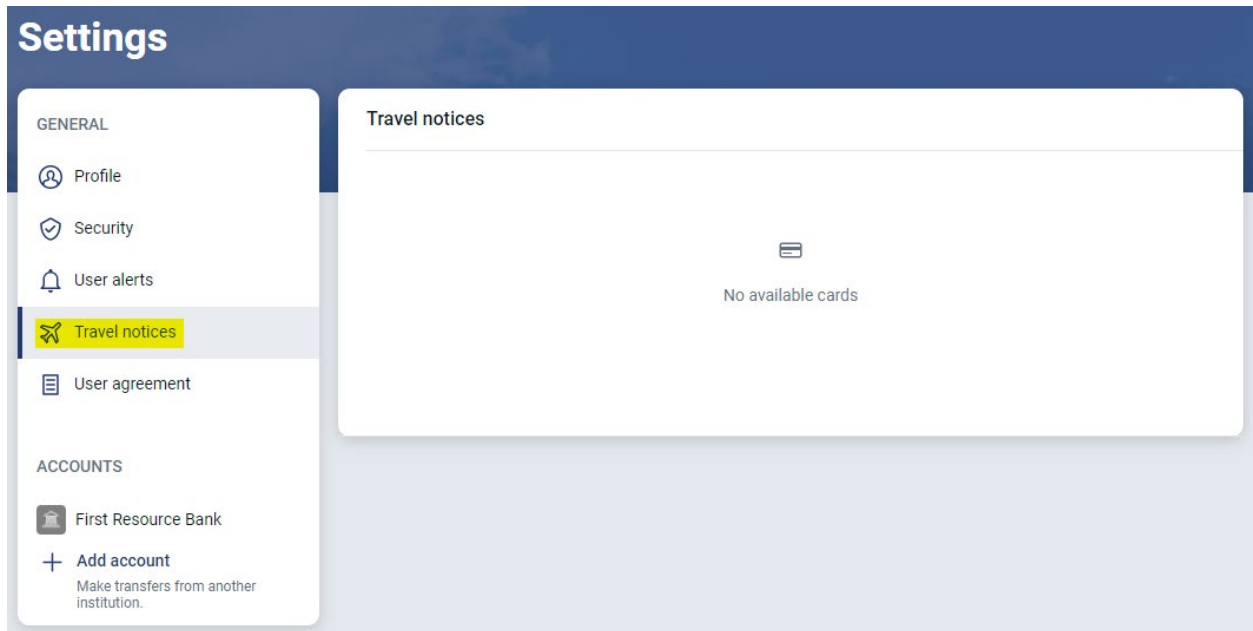 Settings
GENERAL
Profile
Security
User alerts
Travel notices
User agreement
ACCOUNTS
First Resource Bank
Add account
Make transfers from another
institution.
Travel notices
No available cards